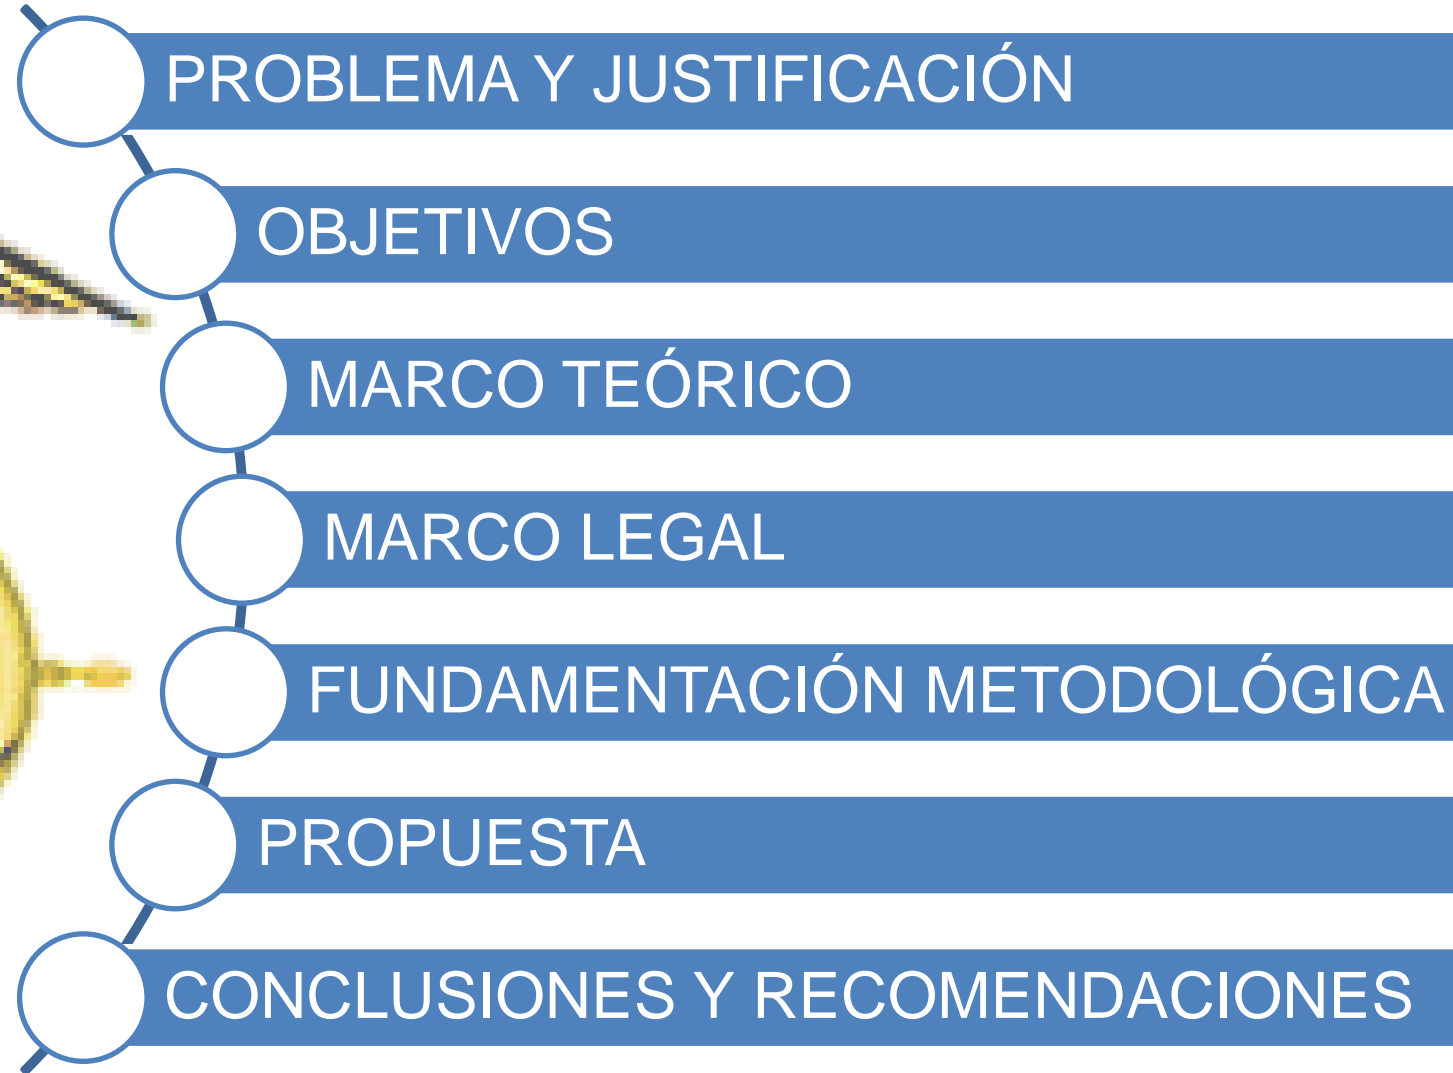 PROBLEMA Y JUSTIFICACIÓN
OBJETIVOS
MARCO TEÓRICO
MARCO LEGAL
FUNDAMENTACIÓN METODOLÓGICA
PROPUESTA
CONCLUSIONES Y RECOMENDACIONES